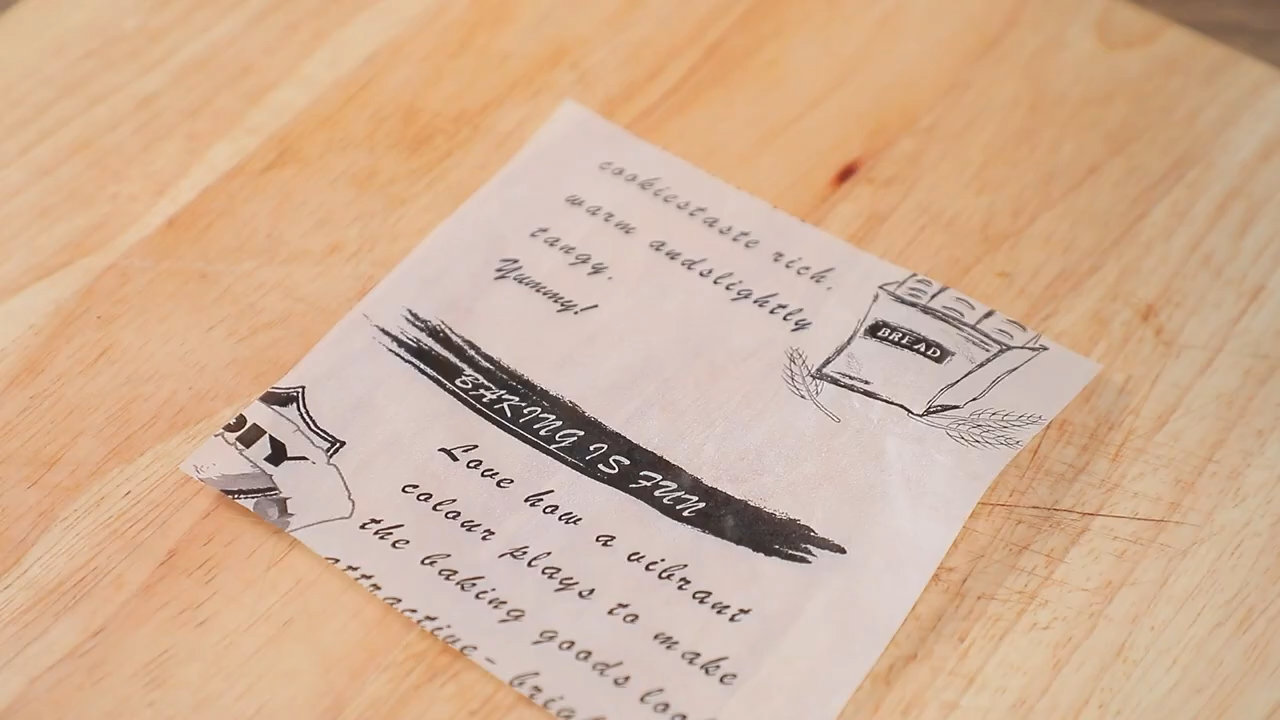 cookiestaste rich,
warm andslightly
tangy.
Yummy!
BREAD
BAKING IS FUN
DIY
Love how a vibrant
colour plays to make
the baking goods
attractive-